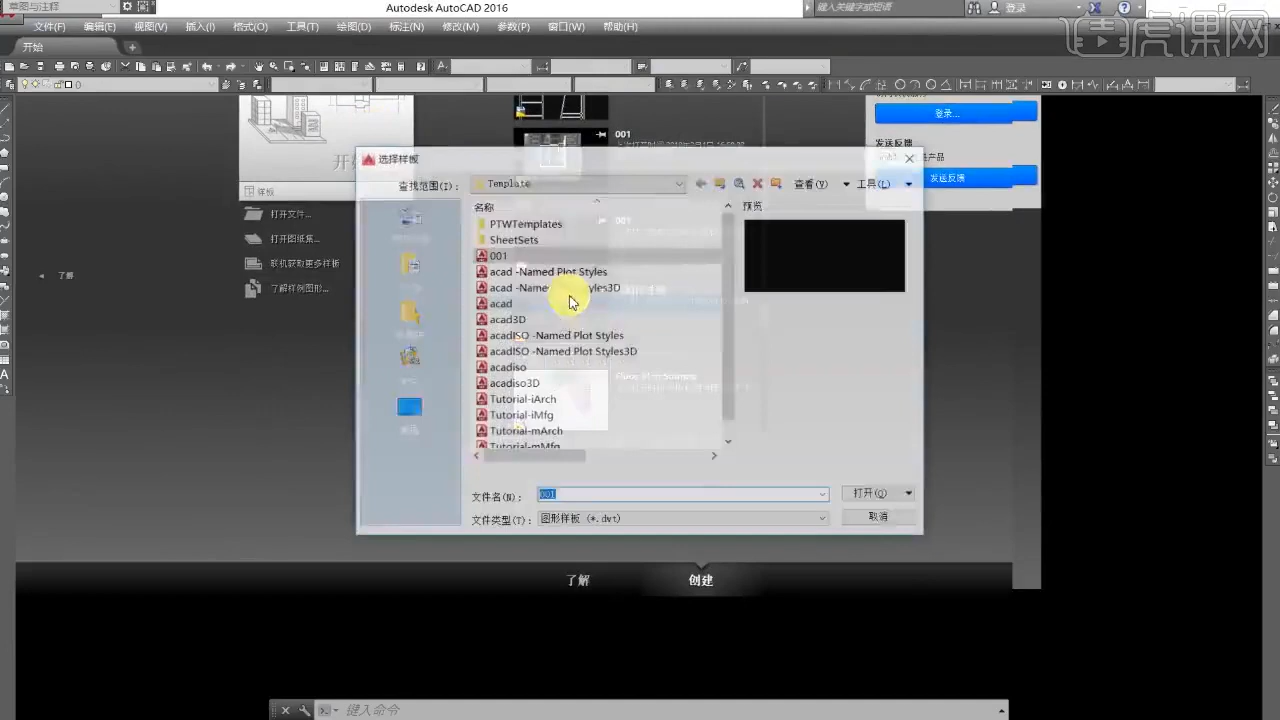 草图与注释
Autodesk AutoCAD 2016
键入关键字或短语
登录
文件(F) 编辑(E) 视图(V) 插入(I) 格式(O) 工具(T) 绘图(D) 标注(N) 修改(M) 参数(P) 窗口(W) 帮助(H)
虎课网
开始
0
001
登录...
发送反馈
发送反馈
样板
打开文件...
打开图纸集...
联机获取更多样板
了解样例图形...
了解
选择样板
查找范围(I):
Template
查看(V)
工具(L)
名称
预览
PTWTemplates
SheetSets
001
acad -Named Plot Styles
acad
acad3D
acadISO -Named Plot Styles
acadISO -Named Plot Styles3D
acadiso
acadiso3D
Tutorial-iArch
Tutorial-iMfg
Tutorial-mArch
Tutorial-mMfg
文件名(N):
001
打开(O)
文件类型(T):
图形样板 (*.dwt)
取消
了解
创建
键入命令